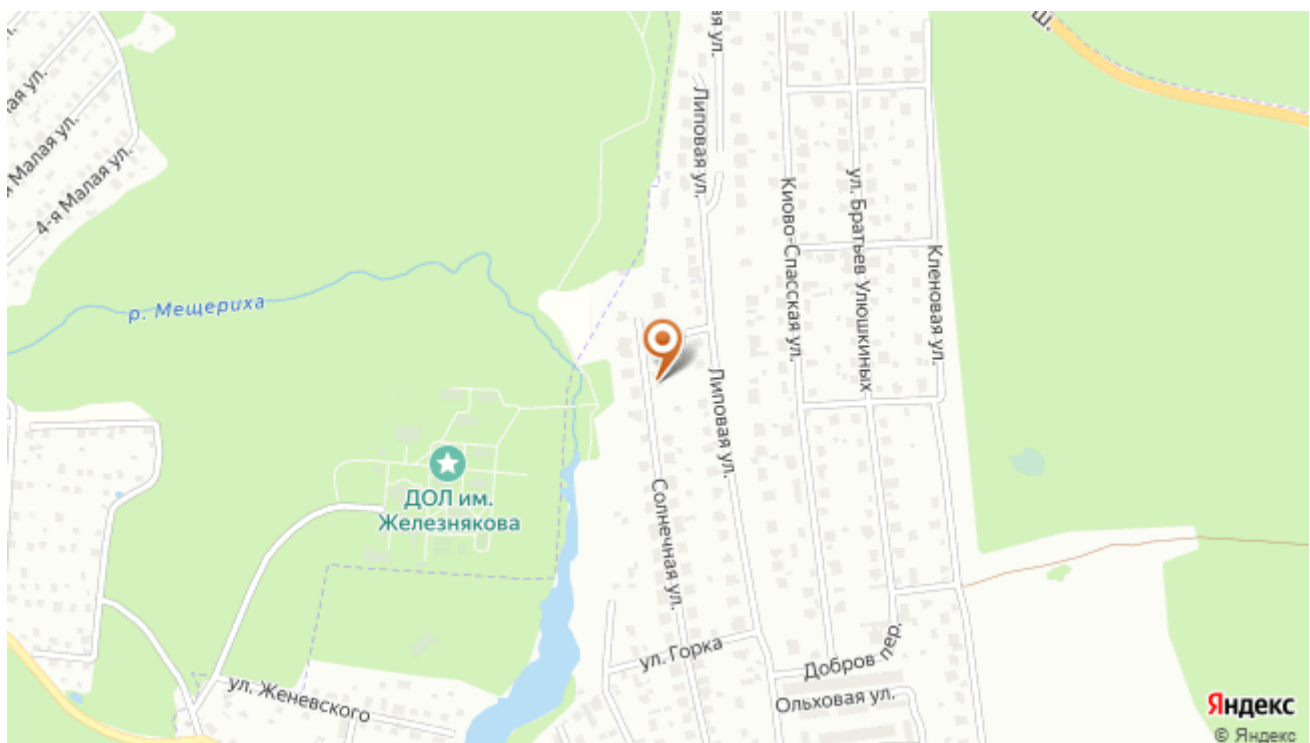 ш.
ая ул.
Липовая ул.
ая ул.
Малая ул.
4-я Малая ул.
ул. Братьев Улюшкиных
Киово-Спасская ул.
Кленовая ул.
р. Мещериха
Липовая ул.
ДОЛ им.
Железнякова
Солнечная ул.
ул. Горка
Добров пер.
ул. Женевского
Ольховая ул.
Яндекс
© Яндекс